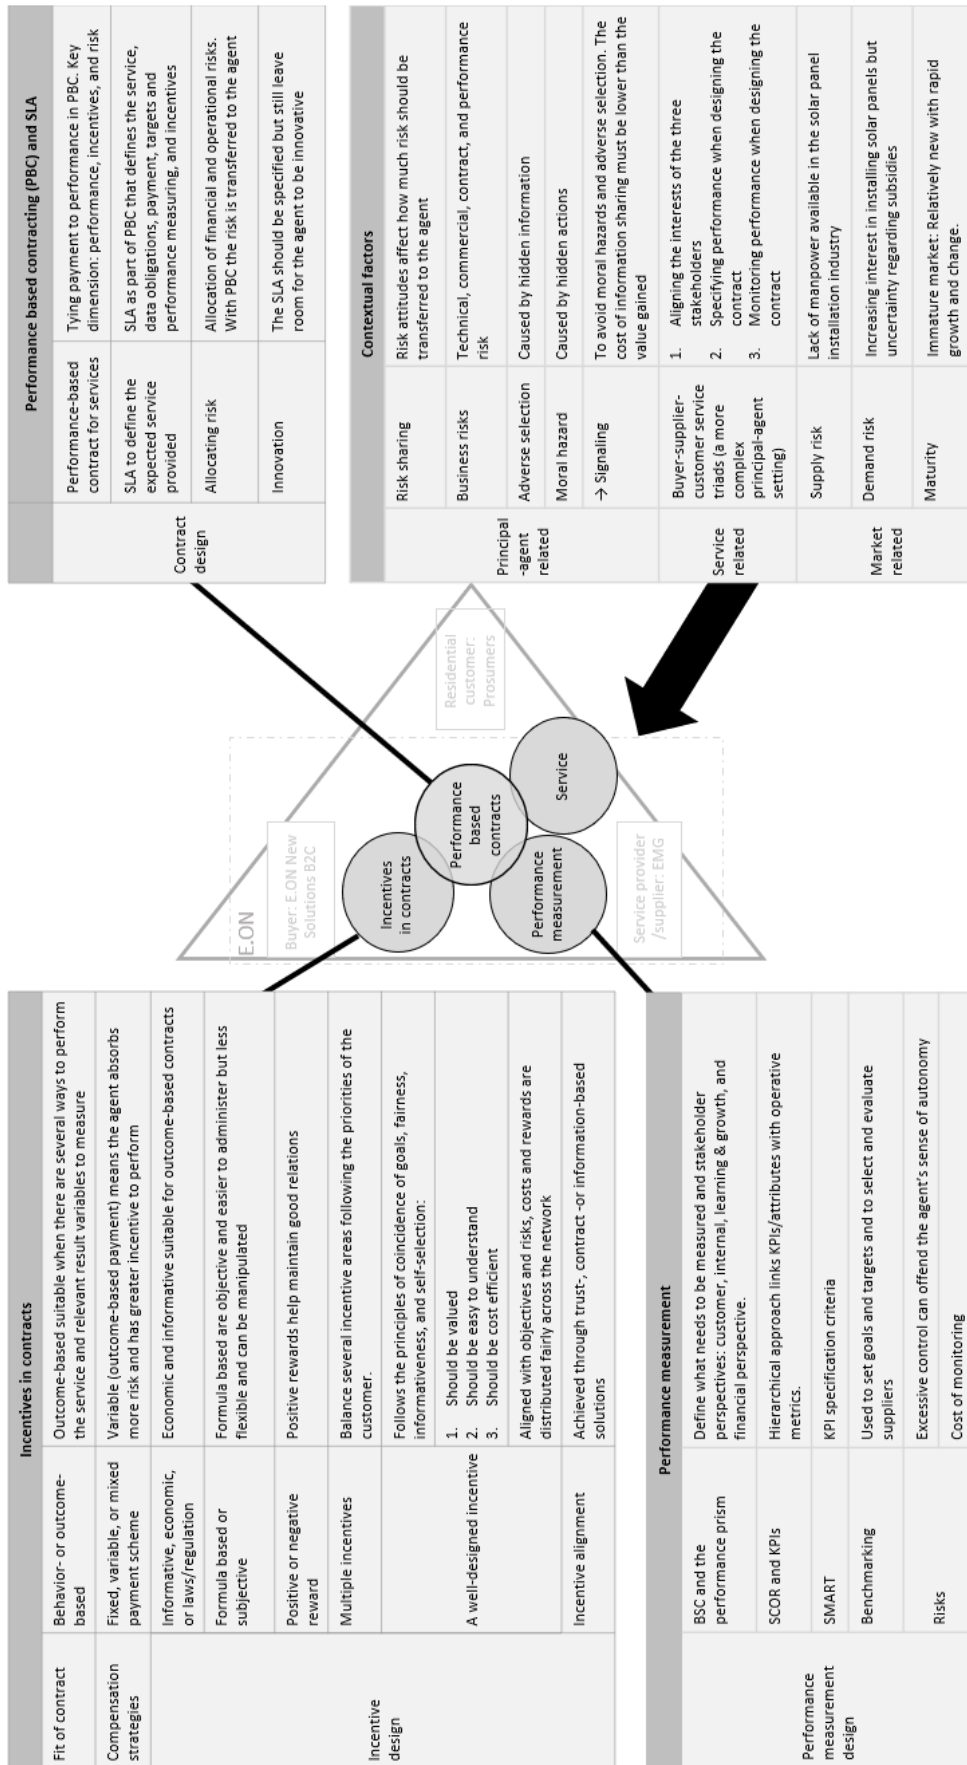 Incentives in contracts
Fit of contract
Behavior- or outcome-
based
Outcome-based suitable when there are several ways to perform
the service and relevant result variables to measure
Compensation
strategies
Fixed, variable, or mixed
payment scheme
Variable (outcome-based payment) means the agent absorbs
more risk and has greater incentive to perform
Incentive
design
Informative, economic,
or laws/regulation
Economic and informative suitable for outcome-based contracts
Formula based or
subjective
Formula based are objective and easier to administer but less
flexible and can be manipulated
Positive or negative
reward
Positive rewards help maintain good relations
Multiple incentives
Balance several incentive areas following the priorities of the
customer.
A well-designed incentive
Follows the principles of coincidence of goals, fairness,
informativeness, and self-selection:
1. Should be valued
2. Should be easy to understand
3. Should be cost efficient
Aligned with objectives and risks, costs and rewards are
distributed fairly across the network
Incentive alignment
Achieved through trust-, contract -or information-based
solutions
Performance measurement
Performance
measurement
design
BSC and the
performance prism
Define what needs to be measured and stakeholder
perspectives: customer, internal, learning & growth, and
financial perspective.
SCOR and KPIs
Hierarchical approach links KPIs/attributes with operative
metrics.
SMART
KPI specification criteria
Benchmarking
Used to set goals and targets and to select and evaluate
suppliers
Risks
Excessive control can offend the agent's sense of autonomy
Cost of monitoring
E.ON
Buyer: E.ON New
Solutions B2C
Incentives
in contracts
Performance
based
contracts
Performance
measurement
Service
Service provider
/supplier: EMG
Residential
customer:
Prosumers
Performance based contracting (PBC) and SLA
Contract
design
Performance-based
contract for services
Tying payment to performance in PBC. Key
dimension: performance, incentives, and risk
SLA to define the
expected service
provided
SLA as part of PBC that defines the service,
data obligations, payment, targets and
performance measuring, and incentives
Allocating risk
Allocation of financial and operational risks.
With PBC the risk is transferred to the agent
Innovation
The SLA should be specified but still leave
room for the agent to be innovative
Contextual factors
Principal
-agent
related
Risk sharing
Risk attitudes affect how much risk should be
transferred to the agent
Business risks
Technical, commercial, contract, and performance
risk
Adverse selection
Caused by hidden information
Moral hazard
Caused by hidden actions
→ Signaling
To avoid moral hazards and adverse selection. The
cost of information sharing must be lower than the
value gained
Service
related
Buyer-supplier-
customer service
triads (a more
complex
principal-agent
setting)
1. Aligning the interests of the three
stakeholders
2. Specifying performance when designing the
contract
3. Monitoring performance when designing the
contract
Market
related
Supply risk
Lack of manpower available in the solar panel
installation industry
Demand risk
Increasing interest in installing solar panels but
uncertainty regarding subsidies
Maturity
Immature market: Relatively new with rapid
growth and change.